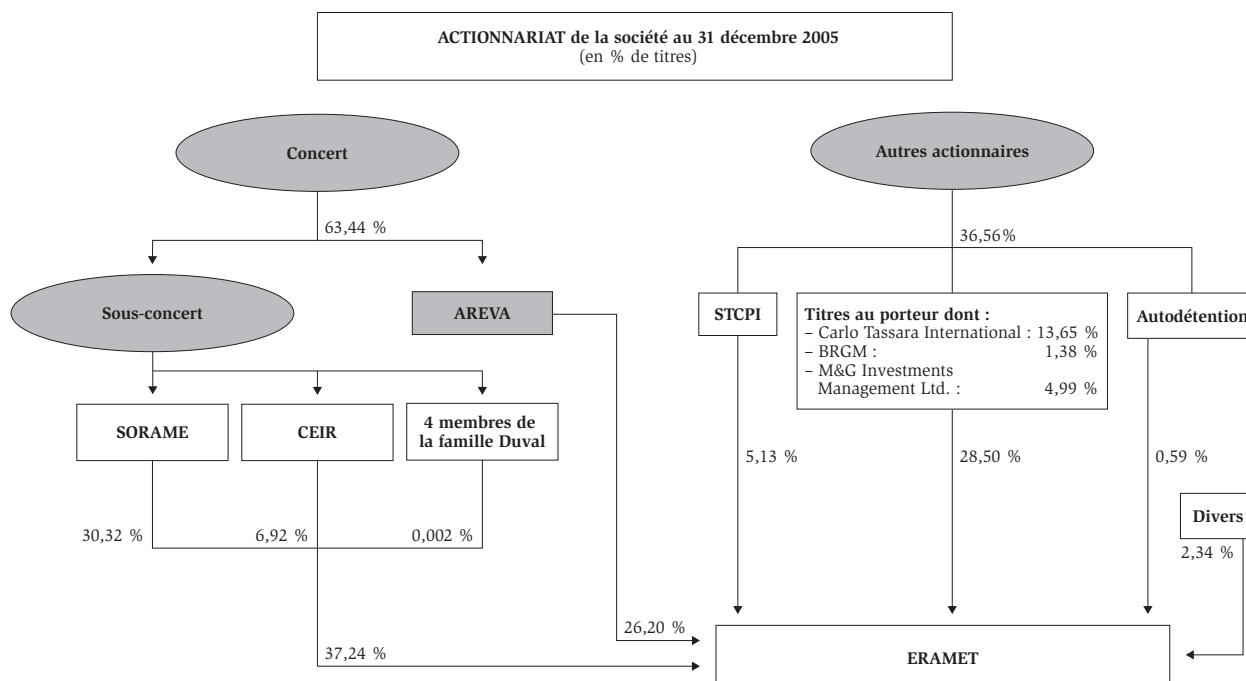 ACTIONNARIAT de la société au 31 décembre 2005
(en % de titres)
Concert
Autres actionnaires
63,44 %
36,56%
Sous-concert
AREVA
STCPI
Titres au porteur dont :
– Carlo Tassara International : 13,65 %
– BRGM : 1,38 %
– M&G Investments
Management Ltd. : 4,99 %
Autodétention
SORAME
CEIR
4 membres de
la famille Duval
5,13 %
28,50 %
0,59 %
Divers
30,32 %
6,92 %
0,002 %
2,34 %
26,20 %
37,24 %
ERAMET